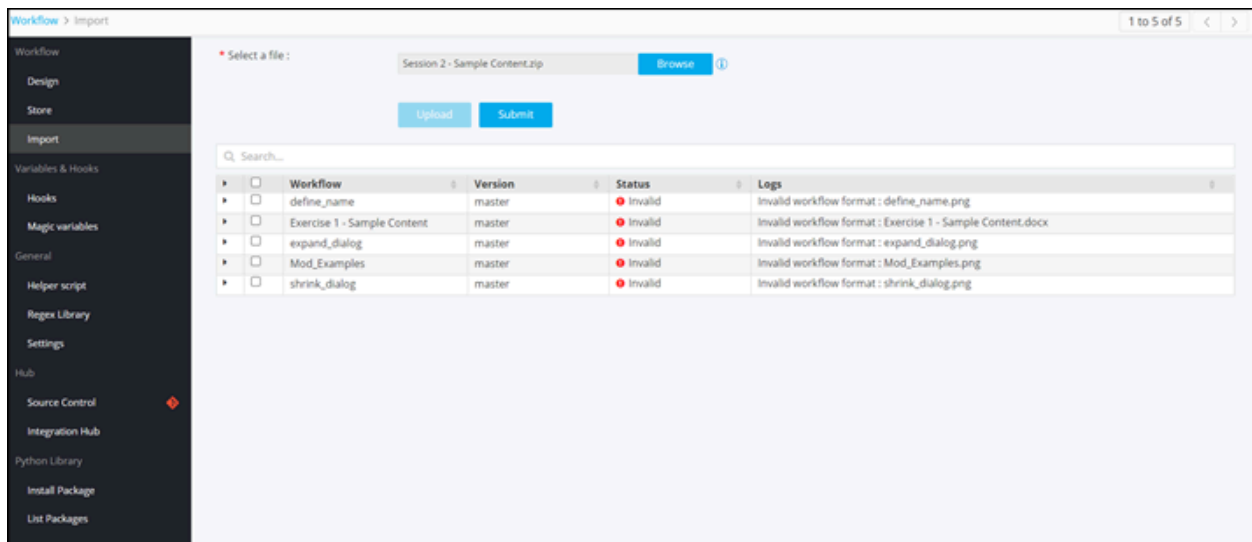 Workflow > Import
1 to 5 of 5 < >
Workflow
Design
Store
Import
Variables & Hooks
Hooks
Magic variables
General
Helper script
Regex Library
Settings
Hub
Source Control
Integration Hub
Python Library
Install Package
List Packages
* Select a file :
Session 2 - Sample Content.zip
Browse
Upload
Submit
Search...
Workflow Version Status Logs
define_name master Invalid Invalid workflow format : define_name.png
Exercise 1 - Sample Content master Invalid Invalid workflow format : Exercise 1 - Sample Content.docx
expand_dialog master Invalid Invalid workflow format : expand_dialog.png
Mod_Examples master Invalid Invalid workflow format : Mod_Examples.png
shrink_dialog master Invalid Invalid workflow format : shrink_dialog.png